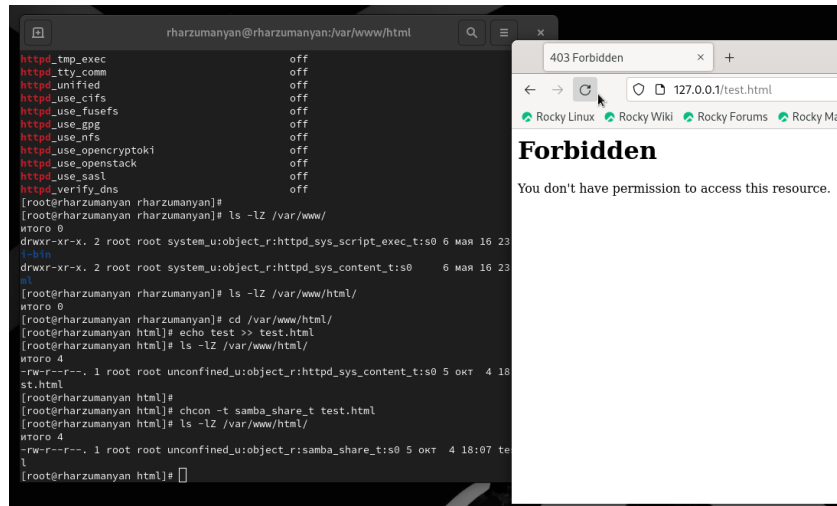 rharzumanyan@rharzumanyan:/var/www/html
httpd_tmp_exec off
httpd_tty_comm off
httpd_unified off
httpd_use_cifs off
httpd_use_fusefs off
httpd_use_gpg off
httpd_use_nfs off
httpd_use_opencryptoki off
httpd_use_openstack off
httpd_use_sasl off
httpd_verify_dns off
[root@rharzumanyan rharzumanyan]#
[root@rharzumanyan rharzumanyan]# ls -lZ /var/www/
итого 0
drwxr-xr-x. 2 root root system_u:object_r:httpd_sys_script_exec_t:s0 6 мая 16 23
i-bin
drwxr-xr-x. 2 root root system_u:object_r:httpd_sys_content_t:s0 6 мая 16 23
ml
[root@rharzumanyan rharzumanyan]# ls -lZ /var/www/html/
итого 0
[root@rharzumanyan rharzumanyan]# cd /var/www/html/
[root@rharzumanyan html]# echo test >> test.html
[root@rharzumanyan html]# ls -lZ /var/www/html/
итого 4
-rw-r--r--. 1 root root unconfined_u:object_r:httpd_sys_content_t:s0 5 окт 4 18
st.html
[root@rharzumanyan html]#
[root@rharzumanyan html]# chcon -t samba_share_t test.html
[root@rharzumanyan html]# ls -lZ /var/www/html/
итого 4
-rw-r--r--. 1 root root unconfined_u:object_r:samba_share_t:s0 5 окт 4 18:07 te
l
[root@rharzumanyan html]#
403 Forbidden
127.0.0.1/test.html
Rocky Linux Rocky Wiki Rocky Forums Rocky Ma
Forbidden
You don't have permission to access this resource.